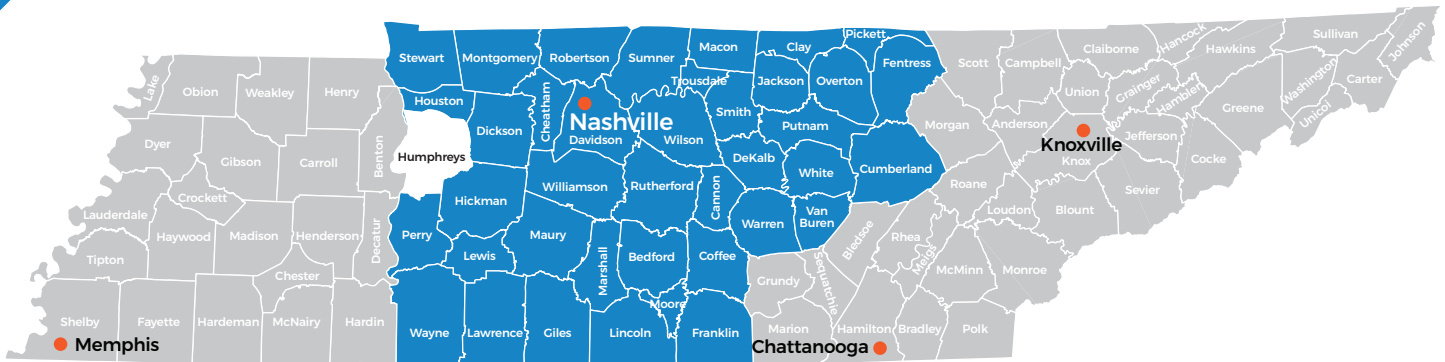 Stewart
Montgomery
Robertson
Sumner
Macon
Clay
Pickett
Fentress
Scott
Campbell
Claiborne
Hancock
Hawkins
Sullivan
Johnson
Lake
Obion
Weakley
Henry
Houston
Dickson
Cheatham
Nashville
Davidson
Wilson
Trousdale
Smith
Jackson
Overton
Putnam
Morgan
Anderson
Union
Grainger
Hamblen
Greene
Washington
Unicoi
Carter
Dyer
Gibson
Carroll
Benton
Humphreys
Hickman
Williamson
Rutherford
Cannon
DeKalb
White
Cumberland
Roane
Knoxville
Knox
Jefferson
Cocke
Sevier
Blount
Loudon
Lauderdale
Crockett
Haywood
Madison
Henderson
Decatur
Perry
Lewis
Maury
Marshall
Bedford
Coffee
Warren
Van
Buren
Bledsoe
Rhea
Meigs
McMinn
Monroe
Tipton
Chester
Grundy
Sequatchie
Shelby
Fayette
Hardeman
McNairy
Hardin
Wayne
Lawrence
Giles
Lincoln
Moore
Franklin
Marion
Hamilton
Bradley
Polk
Memphis
Chattanooga